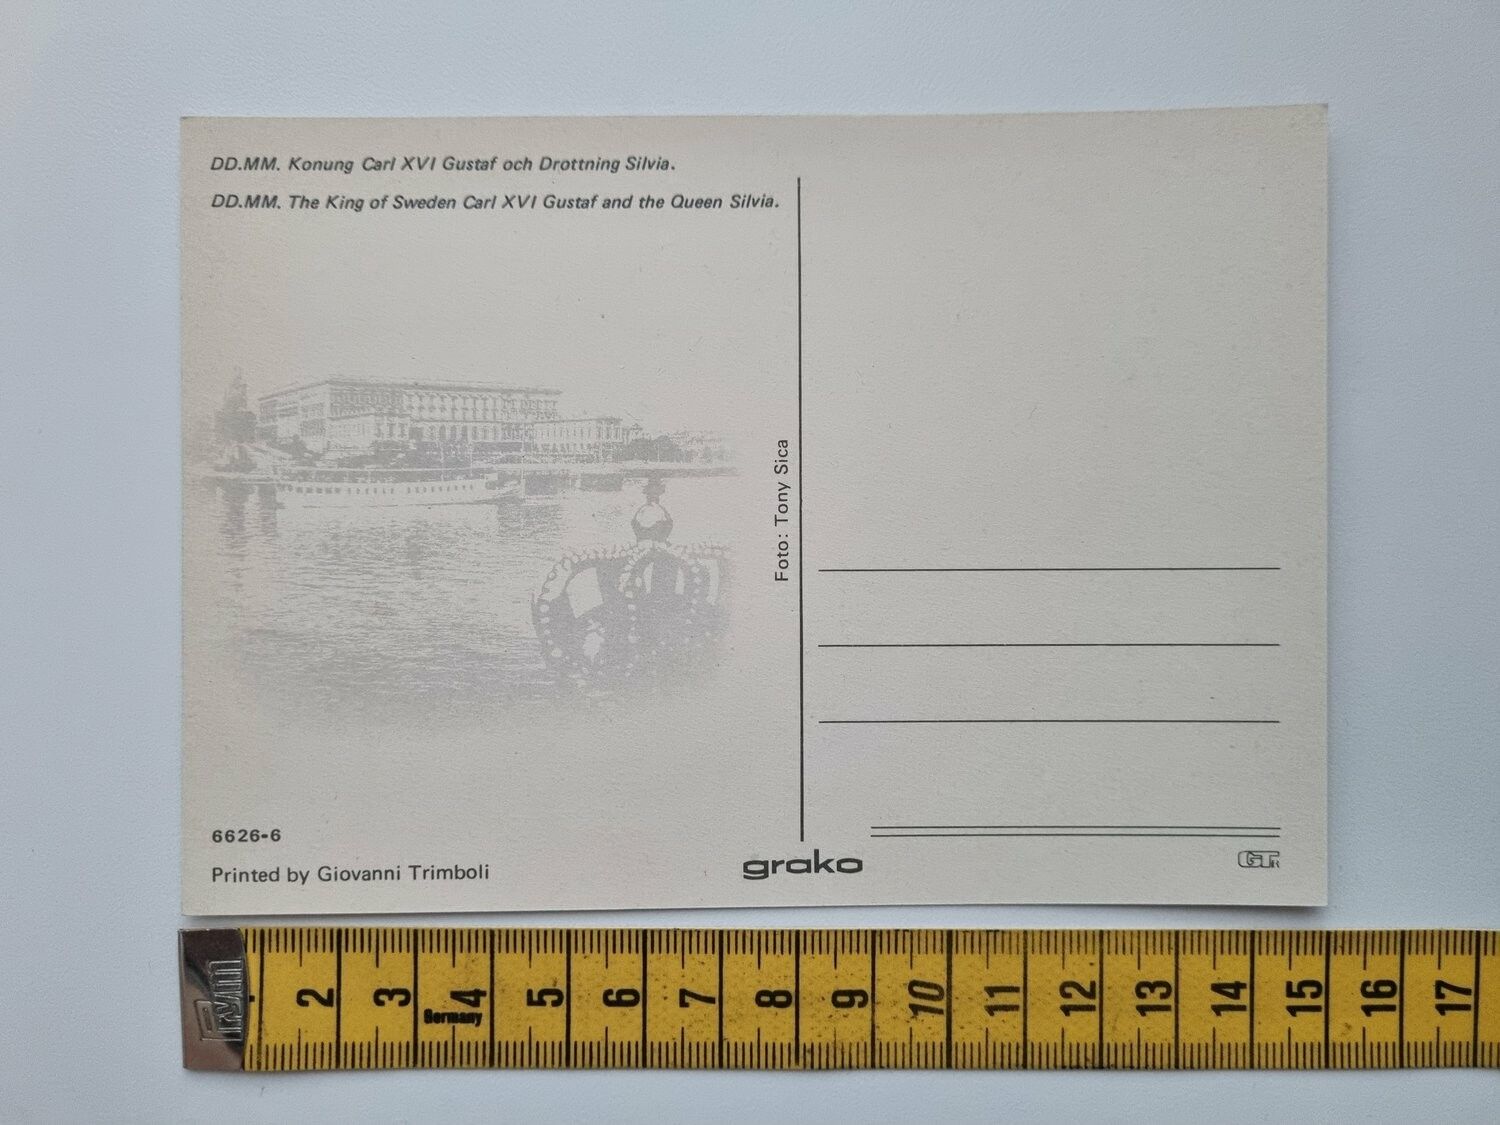 DD.MM. Konung Carl XVI Gustaf och Drottning Silvia.
DD.MM. The King of Sweden Carl XVI Gustaf and the Queen Silvia.
Foto: Tony Sica
6626-6
Printed by Giovanni Trimboli
grako
2 3 4 5 6 7 8 9 10 11 12 13 14 15 16 17
Germany